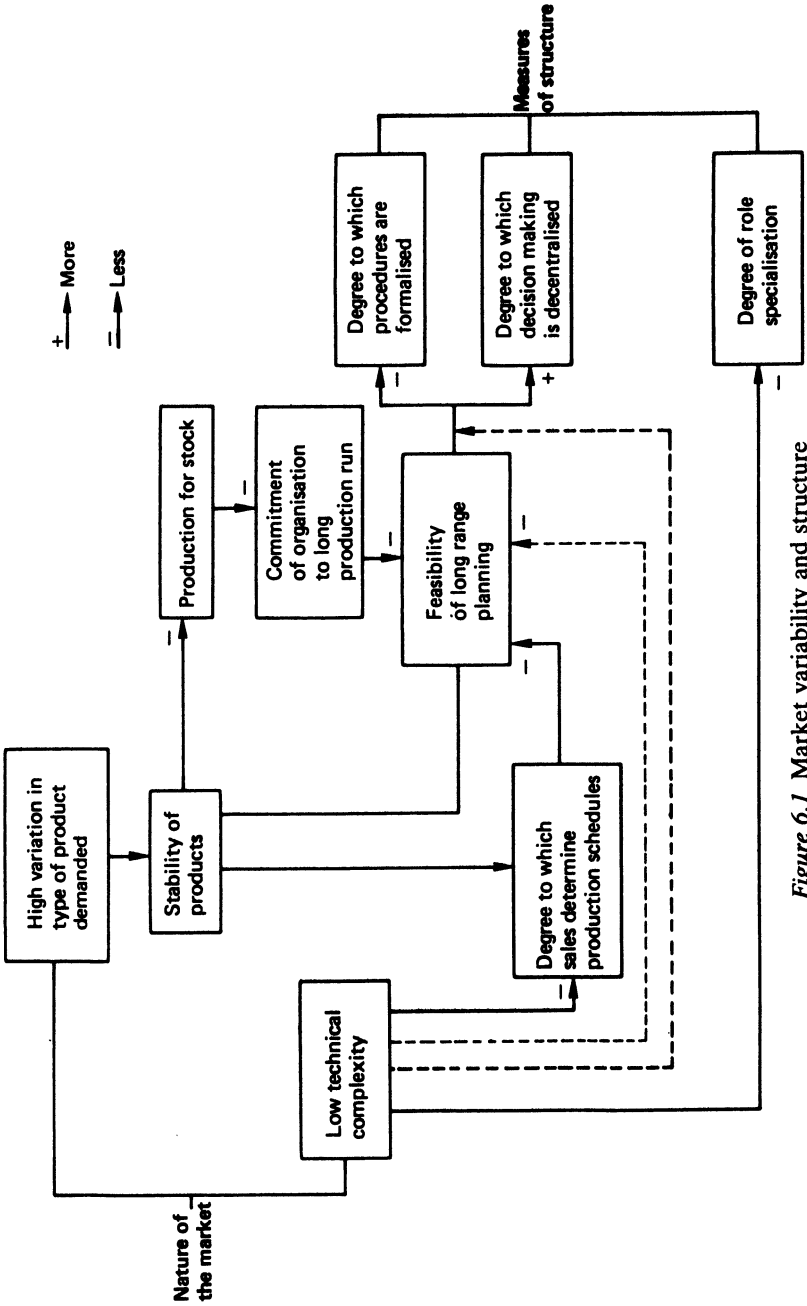 Nature of
the market
High variation in
type of product
demanded
Stability of
products
Low technical
complexity
Production for stock
Commitment
of organisation
to long
production run
Feasibility
of long range
planning
Degree to which
sales determine
production schedules
+
More
–
Less
Degree to which
procedures are
formalised
Degree to which
decision making
is decentralised
Degree of role
specialisation
Measures
of structure
–
–
–
–
–
–
–
+
–
Figure 6.1 Market variability and structure